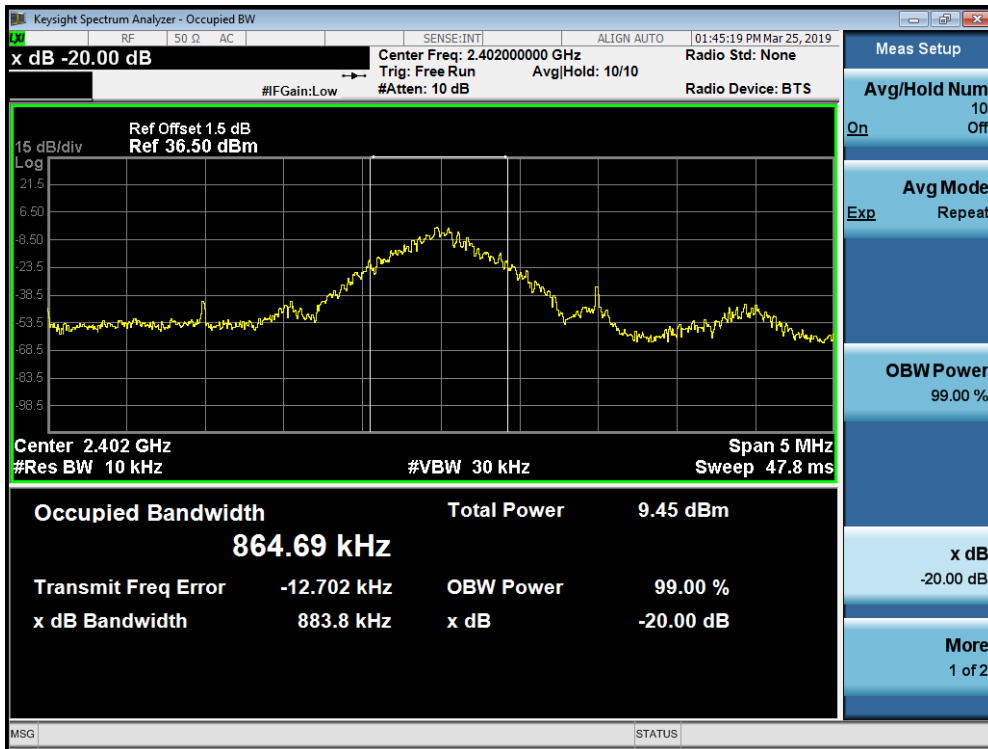 Keysight Spectrum Analyzer - Occupied BW
LXI RF 50 Ω AC SENSE:INT ALIGN AUTO 01:45:19 PM Mar 25, 2019
x dB -20.00 dB
Center Freq: 2.402000000 GHz Radio Std: None
Trig: Free Run Avg|Hold: 10/10
#IFGain:Low #Atten: 10 dB Radio Device: BTS
Ref Offset 1.5 dB
15 dB/div Ref 36.50 dBm
Log
21.5
6.50
-8.50
-23.5
-38.5
-53.5
-68.5
-83.5
-98.5
Center 2.402 GHz Span 5 MHz
#Res BW 10 kHz #VBW 30 kHz Sweep 47.8 ms
Occupied Bandwidth Total Power 9.45 dBm
864.69 kHz
Transmit Freq Error -12.702 kHz OBW Power 99.00 %
x dB Bandwidth 883.8 kHz x dB -20.00 dB
Meas Setup
Avg/Hold Num
10
On Off
Avg Mode
Exp Repeat
OBW Power
99.00 %
x dB
-20.00 dB
More
1 of 2
MSG STATUS